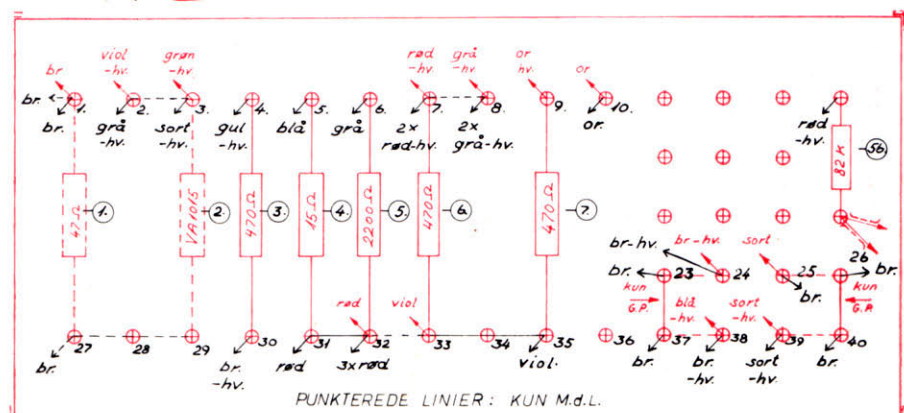 br
viol
-hv.
grøn
-hv.
rød
-hv.
grå
-hv.
or
-hv.
or
br.
1.
2.
3.
4.
5.
6.
7.
8.
9.
10.
br.
grå
-hv.
sort
-hv.
gul
-hv.
blå
grå
2x
rød-hv.
2x
grå-hv.
or.
rød
-hv.
47Ω
1.
VA1015
2.
470Ω
3.
15Ω
4.
2200Ω
5.
470Ω
6.
470Ω
7.
82k
56.
br-hv.
br-hv.
sort
br.
23
24
25
26
br.
br.
kun
G.P.
blå
-hv.
sort
-hv.
kun
G.P.
rød
viol
27
28
29
30
31
32
33
34
35
36
37
38
39
40
br.
br.
-hv.
rød
3xrød
viol.
br.
br.
-hv.
sort
-hv.
br.
PUNKTEREDE LINIER: KUN M.d.L.